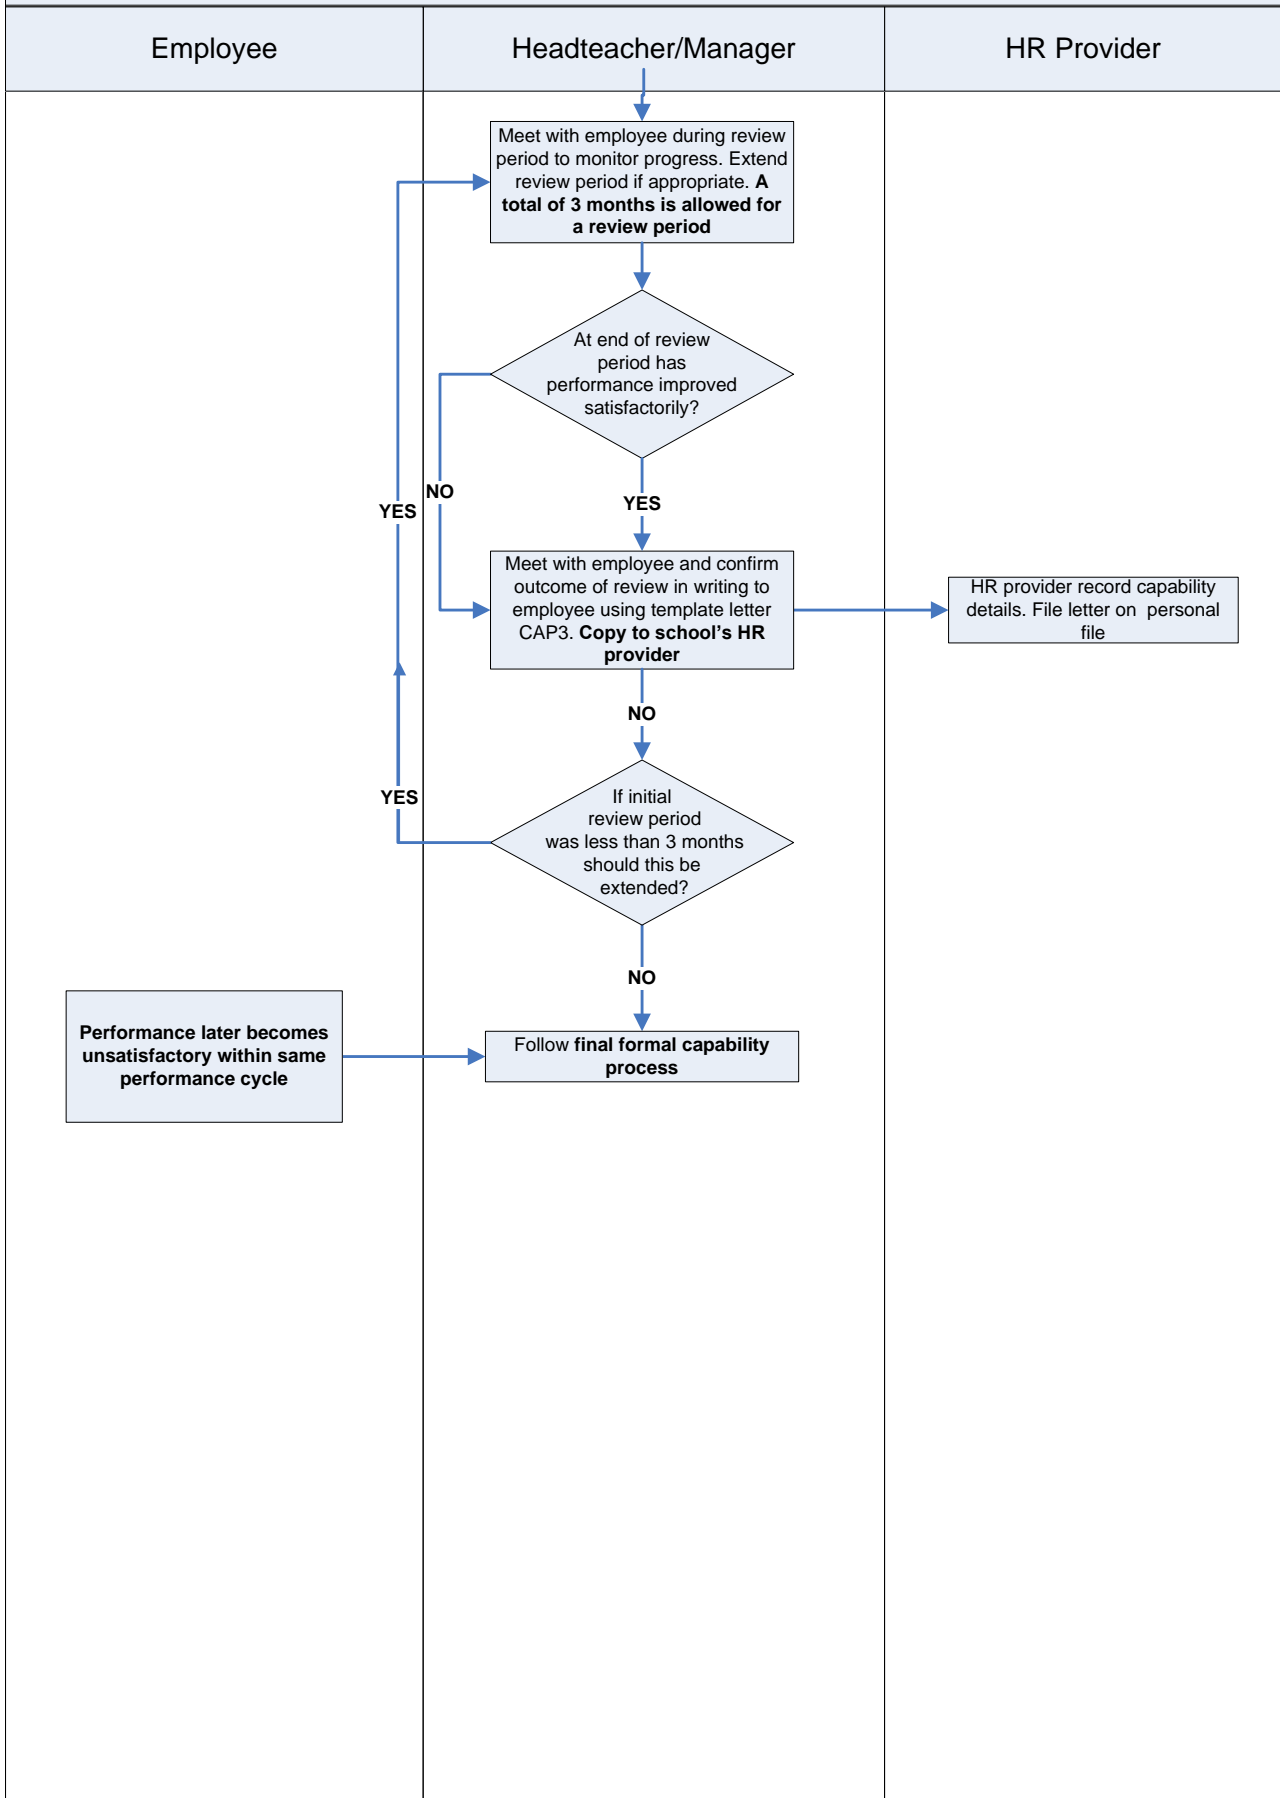 Employee
Headteacher/Manager
HR Provider
Meet with employee during review
period to monitor progress. Extend
review period if appropriate. A
total of 3 months is allowed for
a review period
At end of review
period has
performance improved
satisfactorily?
NO
YES
YES
Meet with employee and confirm
outcome of review in writing to
employee using template letter
CAP3. Copy to school's HR
provider
HR provider record capability
details. File letter on personal
file
NO
YES
If initial
review period
was less than 3 months
should this be
extended?
NO
Performance later becomes
unsatisfactory within same
performance cycle
Follow final formal capability
process